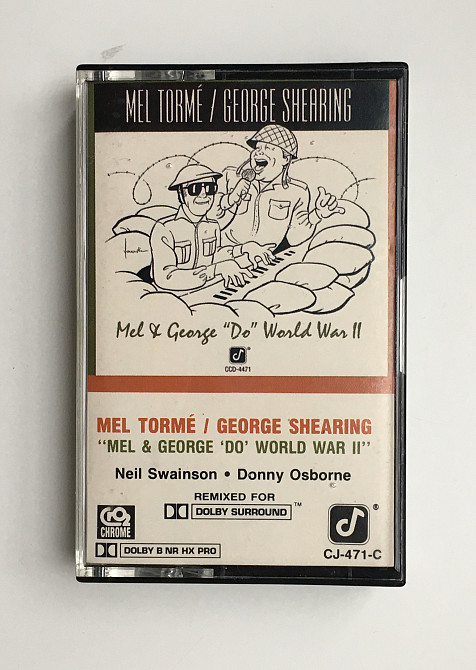 MEL TORMÉ / GEORGE SHEARING
Mel & George "Do" World War II
®
CCD-4471
MEL TORMÉ / GEORGE SHEARING
"MEL & GEORGE 'DO' WORLD WAR II"
Neil Swainson • Donny Osborne
REMIXED FOR
DOLBY SURROUND ™
CrO2
CHROME
®
DOLBY B NR HX PRO
CJ-471-C